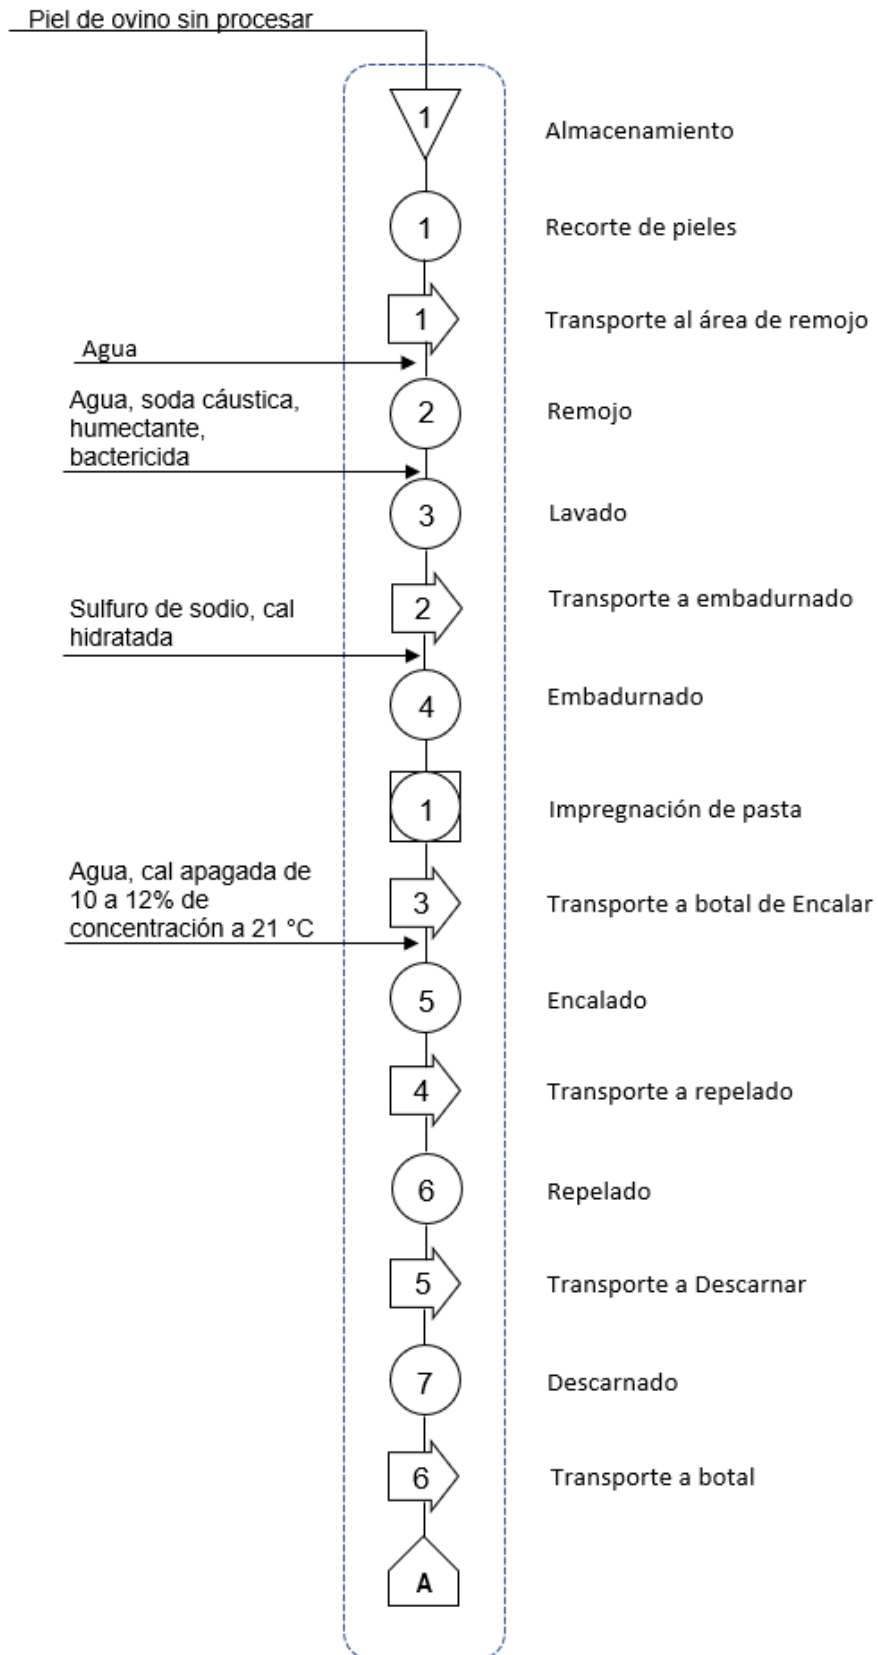 Piel de ovino sin procesar
1
Almacenamiento
1
Recorte de pieles
1
Transporte al área de remojo
Agua
2
Remojo
Agua, soda cáustica,
humectante,
bactericida
3
Lavado
2
Transporte a embadurnado
Sulfuro de sodio, cal
hidratada
4
Embadurnado
1
Impregnación de pasta
Agua, cal apagada de
10 a 12% de
concentración a 21 °C
3
Transporte a botal de Encalar
5
Encalado
4
Transporte a repelado
6
Repelado
5
Transporte a Descarnar
7
Descarnado
6
Transporte a botal
A